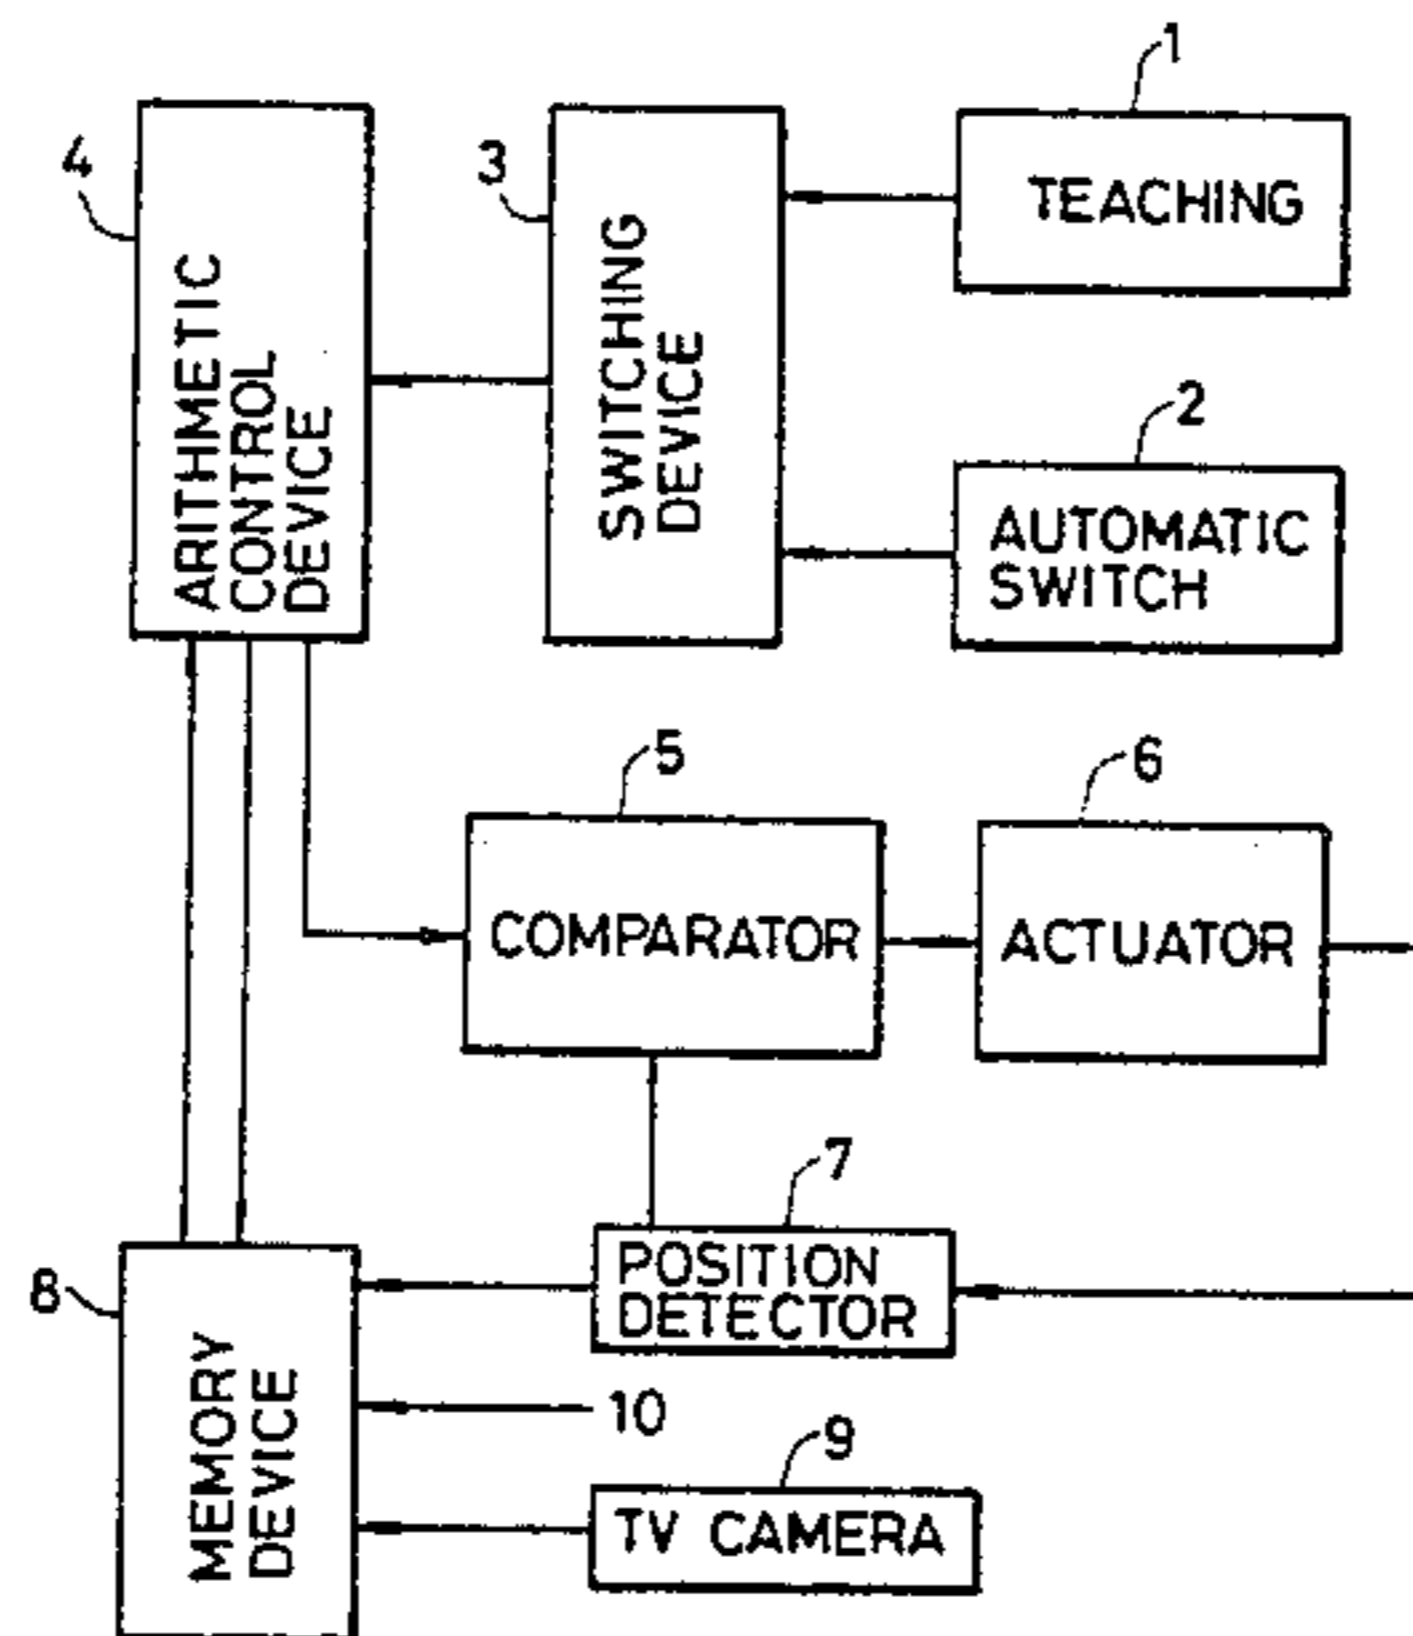 1
TEACHING
4
3
ARITHMETIC
CONTROL
DEVICE
SWITCHING
DEVICE
2
AUTOMATIC
SWITCH
5
COMPARATOR
6
ACTUATOR
7
POSITION
DETECTOR
8
MEMORY
DEVICE
10
9
TV CAMERA